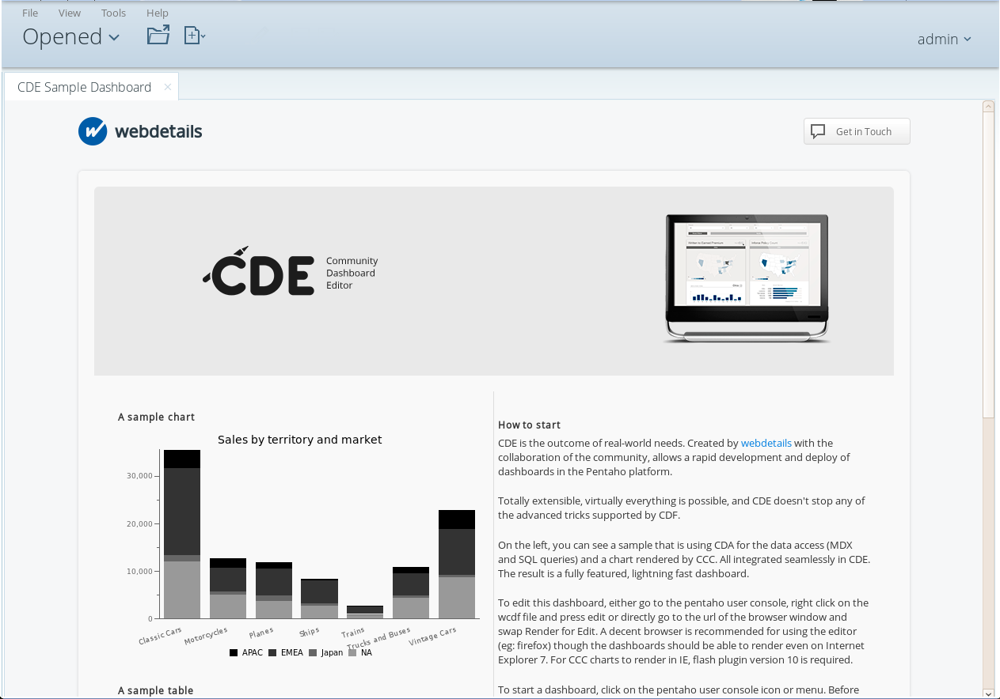 File View Tools Help
Opened
admin
CDE Sample Dashboard ×
webdetails
Get in Touch
CDE
Community
Dashboard
Editor
A sample chart
Sales by territory and market
30,000
20,000
10,000
0
Classic Cars
Motorcycles
Planes
Ships
Trains
Trucks and Buses
Vintage Cars
APAC EMEA Japan NA
A sample table
How to start
CDE is the outcome of real-world needs. Created by webdetails with the
collaboration of the community, allows a rapid development and deploy of
dashboards in the Pentaho platform.
Totally extensible, virtually everything is possible, and CDE doesn't stop any of
the advanced tricks supported by CDF.
On the left, you can see a sample that is using CDA for the data access (MDX
and SQL queries) and a chart rendered by CCC. All integrated seamlessly in CDE.
The result is a fully featured, lightning fast dashboard.
To edit this dashboard, either go to the pentaho user console, right click on the
wcdf file and press edit or directly go to the url of the browser window and
swap Render for Edit. A decent browser is recommended for using the editor
(eg: firefox) though the dashboards should be able to render even on Internet
Explorer 7. For CCC charts to render in IE, flash plugin version 10 is required.
To start a dashboard, click on the pentaho user console icon or menu. Before